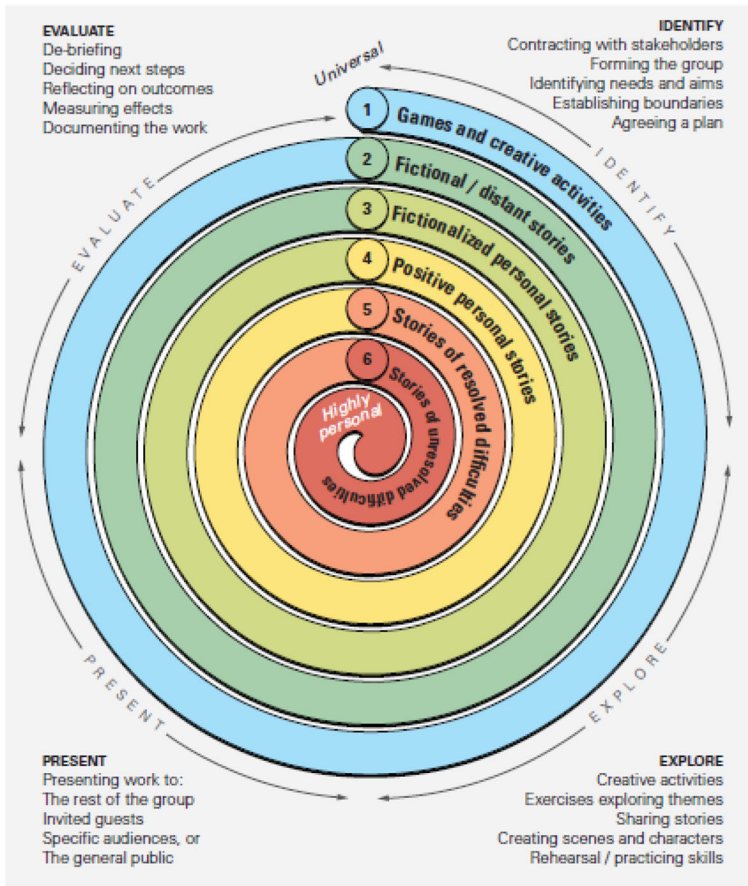 EVALUATE
De-briefing
Deciding next steps
Reflecting on outcomes
Measuring effects
Documenting the work
IDENTIFY
Contracting with stakeholders
Forming the group
Identifying needs and aims
Establishing boundaries
Agreeing a plan
Universal
1 Games and creative activities
2 Fictional / distant stories
3 Fictionalized personal stories
4 Positive personal stories
5 Stories of resolved difficulties
6 Stories of unresolved difficulties
Highly
personal
EVALUATE
IDENTIFY
PRESENT
EXPLORE
PRESENT
Presenting work to:
The rest of the group
Invited guests
Specific audiences, or
The general public
EXPLORE
Creative activities
Exercises exploring themes
Sharing stories
Creating scenes and characters
Rehearsal / practicing skills